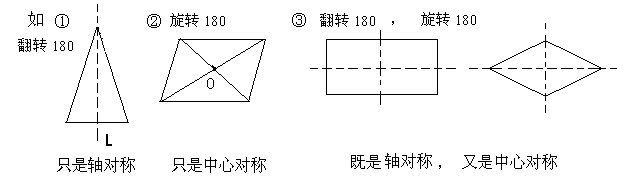 如 ① ② 旋转 180 ③ 翻转 180 , 旋转 180
翻转 180
O
L
只是轴对称 只是中心对称 既是轴对称, 又是中心对称